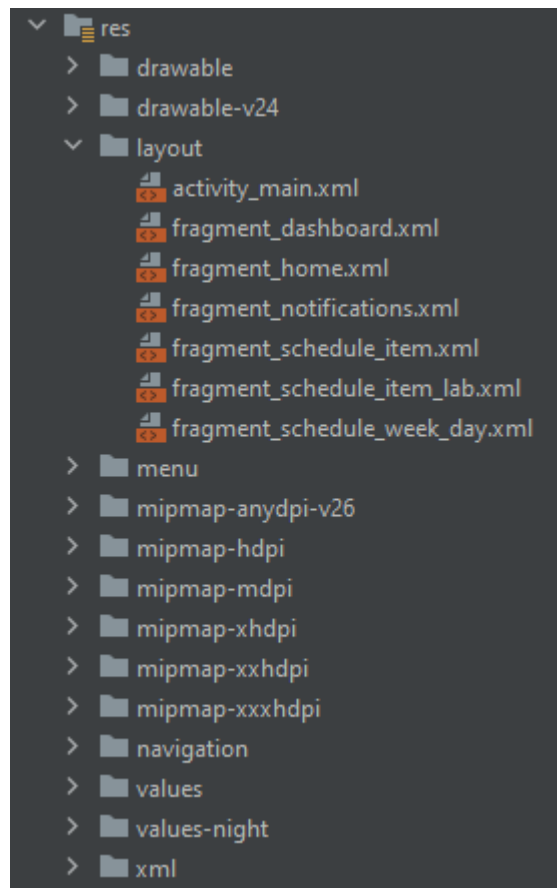 res
drawable
drawable-v24
layout
activity_main.xml
fragment_dashboard.xml
fragment_home.xml
fragment_notifications.xml
fragment_schedule_item.xml
fragment_schedule_item_lab.xml
fragment_schedule_week_day.xml
menu
mipmap-anydpi-v26
mipmap-hdpi
mipmap-mdpi
mipmap-xhdpi
mipmap-xxhdpi
mipmap-xxxhdpi
navigation
values
values-night
xml